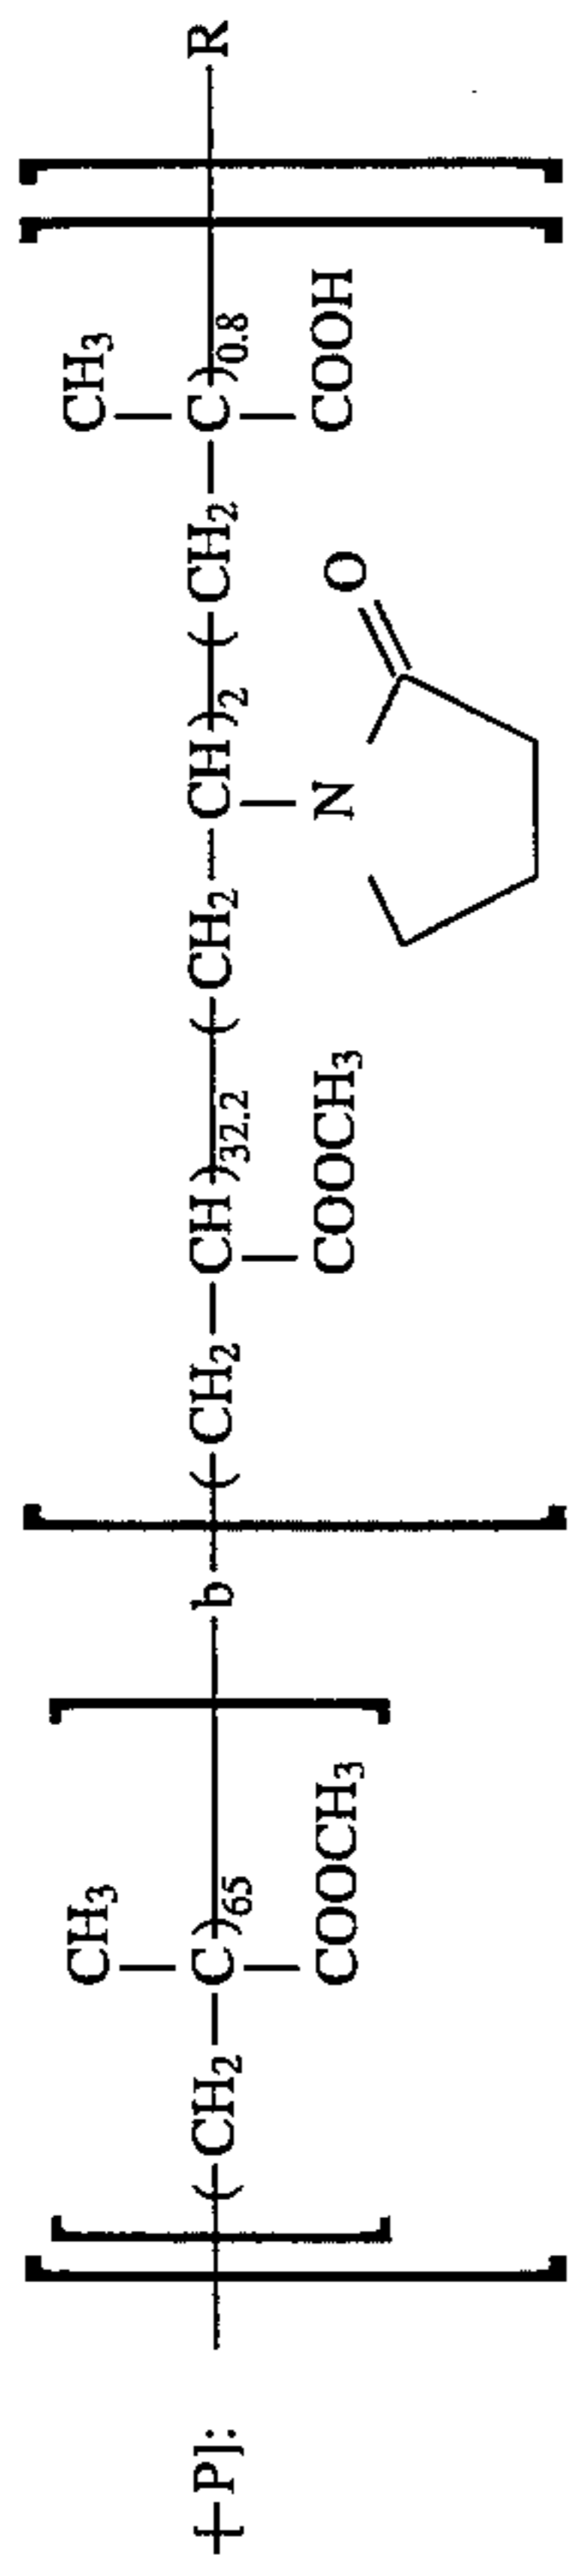 CH3 CH3
[P]: [ [ ( CH2 – C )65 ] b [ ( CH2 – CH )32.2 ( CH2 – CH )2 ( CH2 – C )0.8 ] ] R
COOCH3 COOCH3 N O COOH